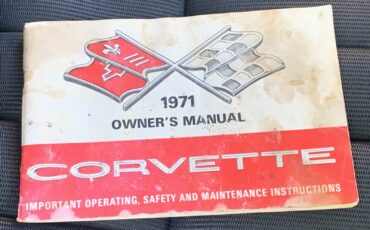 1971
OWNER'S MANUAL
CORVETTE
IMPORTANT OPERATING, SAFETY AND MAINTENANCE INSTRUCTIONS